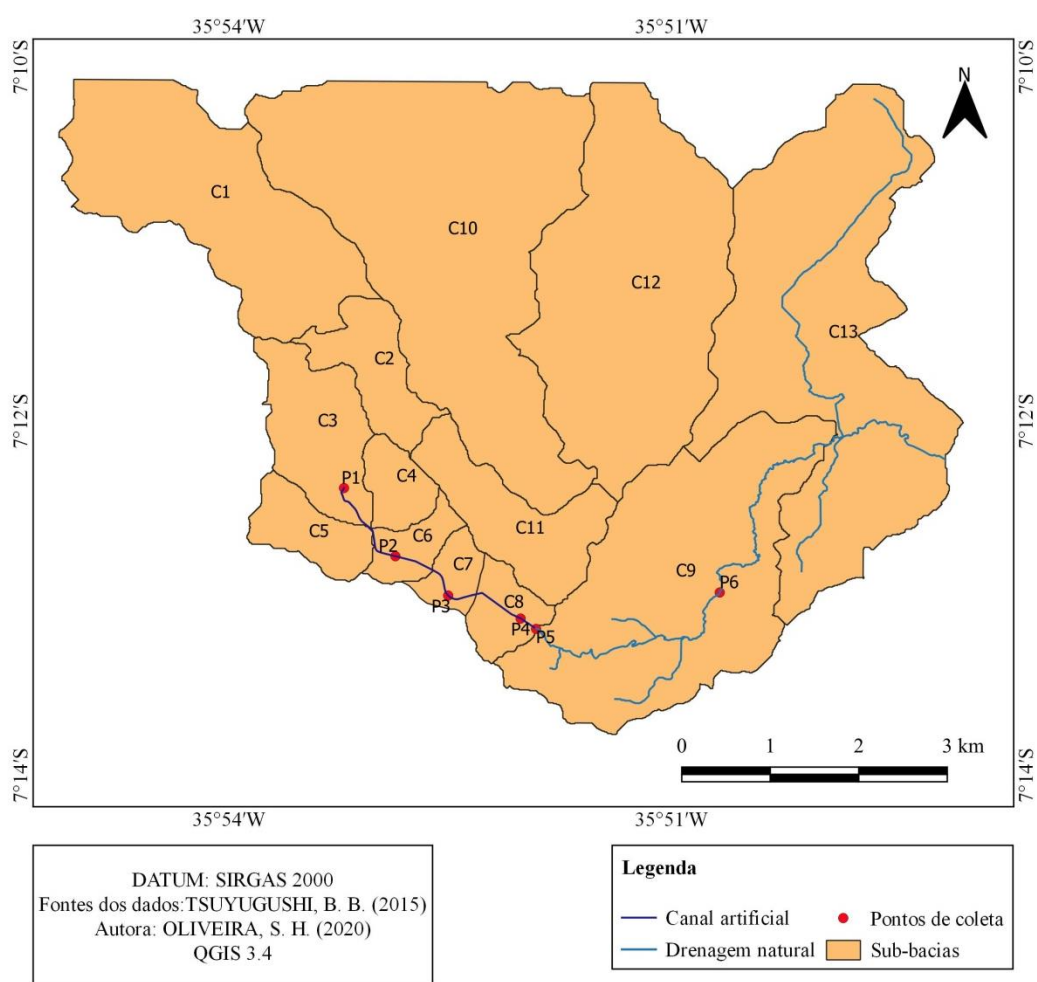 35°54'W 35°51'W
7°10'S 7°10'S
N
C1
C10
C12
C13
C2
C3
7°12'S 7°12'S
P1 C4
C11
C5 C6
P2
C7 C9
P6
P3 C8
P4 P5
0 1 2 3 km
7°14'S 7°14'S
35°54'W 35°51'W
DATUM: SIRGAS 2000
Fontes dos dados:TSUYUGUSHI, B. B. (2015)
Autora: OLIVEIRA, S. H. (2020)
QGIS 3.4
Legenda
Canal artificial Pontos de coleta
Drenagem natural Sub-bacias